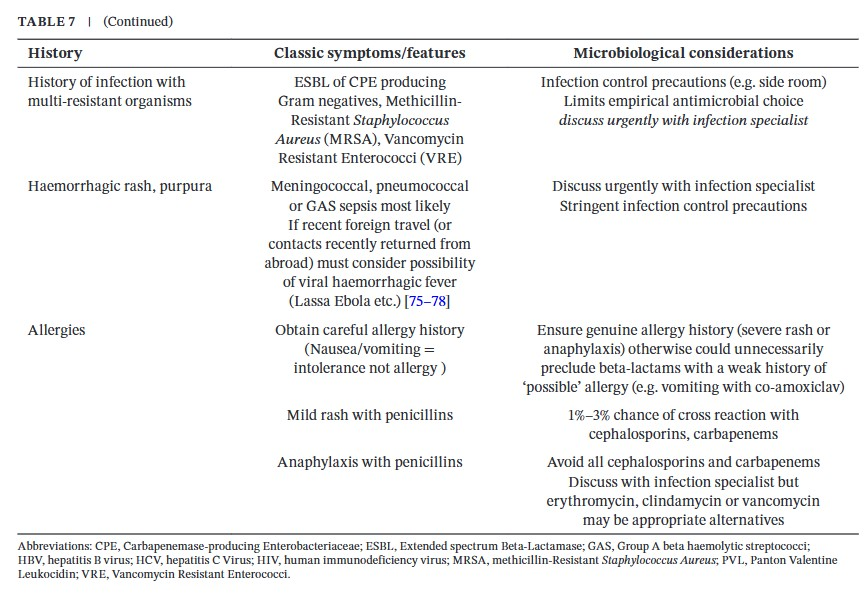 TABLE 7 | (Continued)
History Classic symptoms/features Microbiological considerations
History of infection with
multi-resistant organisms
ESBL of CPE producing
Gram negatives, Methicillin-
Resistant Staphylococcus
Aureus (MRSA), Vancomycin
Resistant Enterococci (VRE)
Infection control precautions (e.g. side room)
Limits empirical antimicrobial choice
discuss urgently with infection specialist
Haemorrhagic rash, purpura
Meningococcal, pneumococcal
or GAS sepsis most likely
If recent foreign travel (or
contacts recently returned from
abroad) must consider possibility
of viral haemorrhagic fever
(Lassa Ebola etc.) [75–78]
Discuss urgently with infection specialist
Stringent infection control precautions
Allergies
Obtain careful allergy history
(Nausea/vomiting =
intolerance not allergy )
Ensure genuine allergy history (severe rash or
anaphylaxis) otherwise could unnecessarily
preclude beta-lactams with a weak history of
‘possible’ allergy (e.g. vomiting with co-amoxiclav)
Mild rash with penicillins
1%–3% chance of cross reaction with
cephalosporins, carbapenems
Anaphylaxis with penicillins
Avoid all cephalosporins and carbapenems
Discuss with infection specialist but
erythromycin, clindamycin or vancomycin
may be appropriate alternatives
Abbreviations: CPE, Carbapenemase-producing Enterobacteriaceae; ESBL, Extended spectrum Beta-Lactamase; GAS, Group A beta haemolytic streptococci;
HBV, hepatitis B virus; HCV, hepatitis C Virus; HIV, human immunodeficiency virus; MRSA, methicillin-Resistant Staphylococcus Aureus; PVL, Panton Valentine
Leukocidin; VRE, Vancomycin Resistant Enterococci.